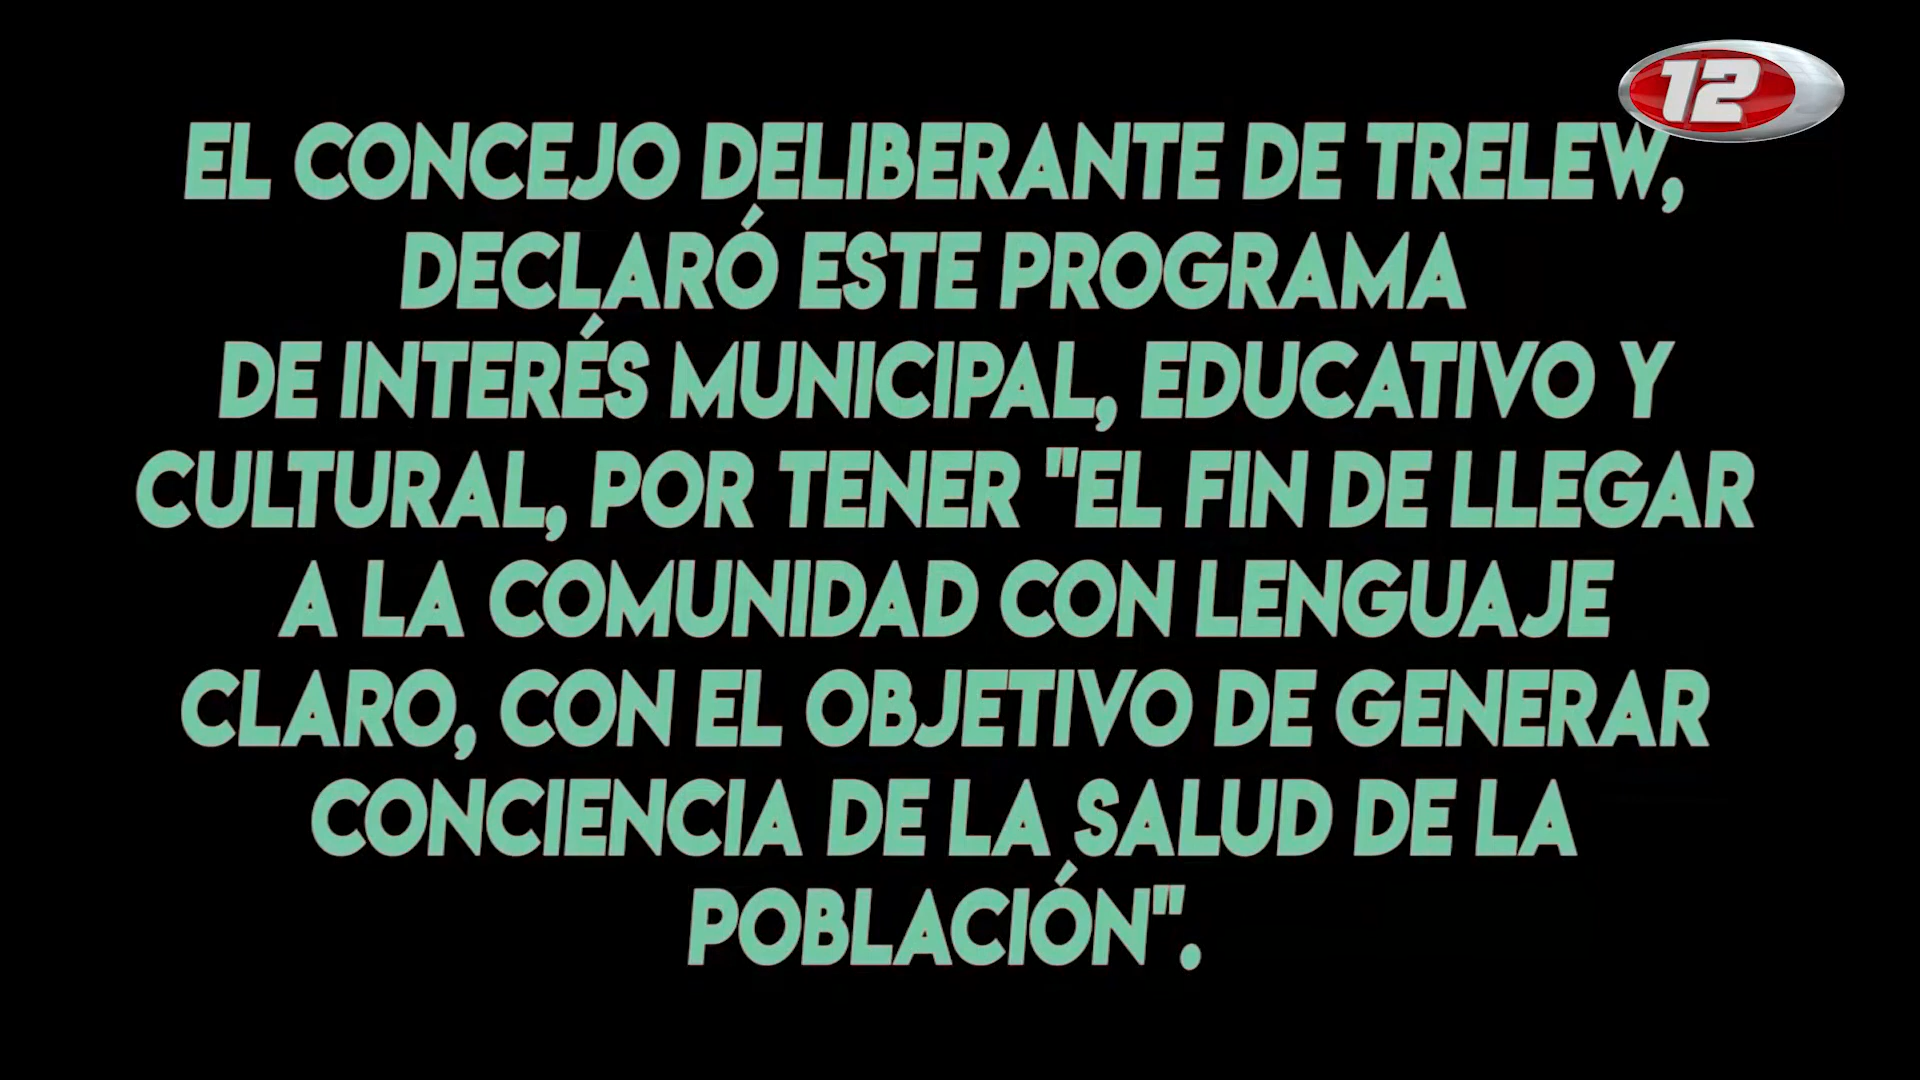 12
EL CONCEJO DELIBERANTE DE TRELEW,
DECLARÓ ESTE PROGRAMA
DE INTERÉS MUNICIPAL, EDUCATIVO Y
CULTURAL, POR TENER "EL FIN DE LLEGAR
A LA COMUNIDAD CON LENGUAJE
CLARO, CON EL OBJETIVO DE GENERAR
CONCIENCIA DE LA SALUD DE LA
POBLACIÓN".